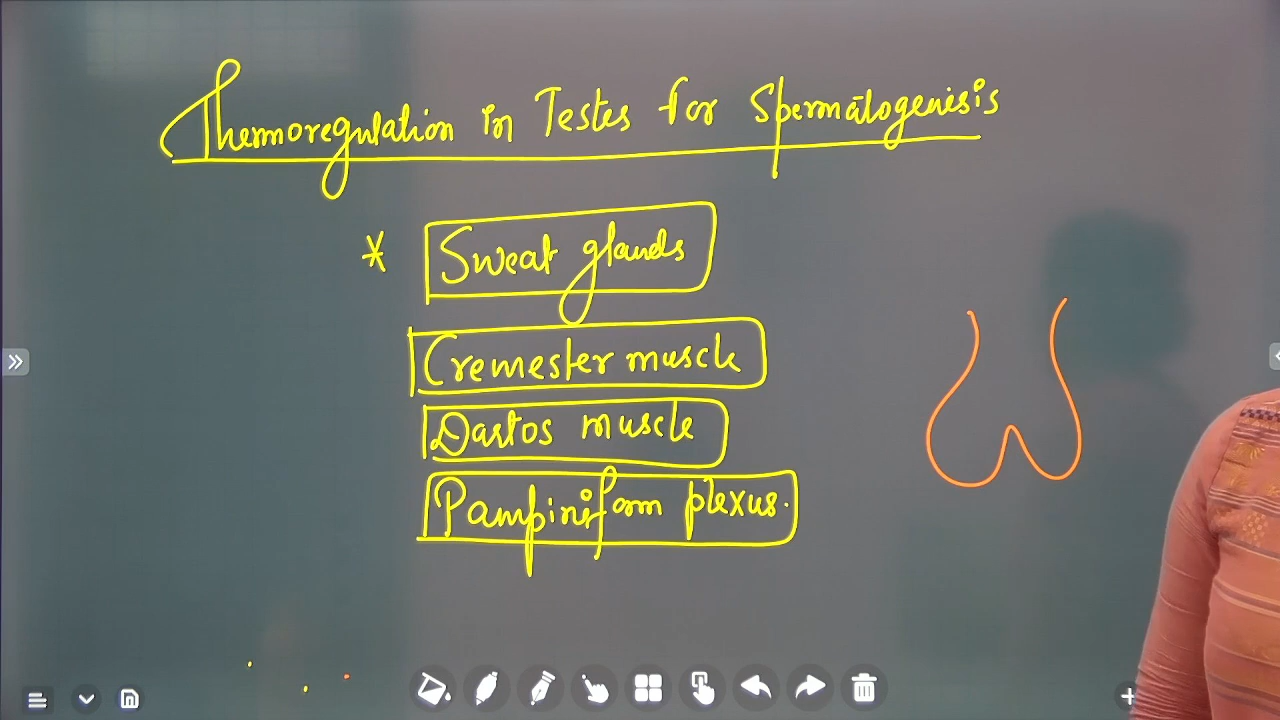 Thermoregulation in Testes for Spermatogenesis
* Sweat glands
Cremester muscle
Dartos muscle
Pampiniform plexus.